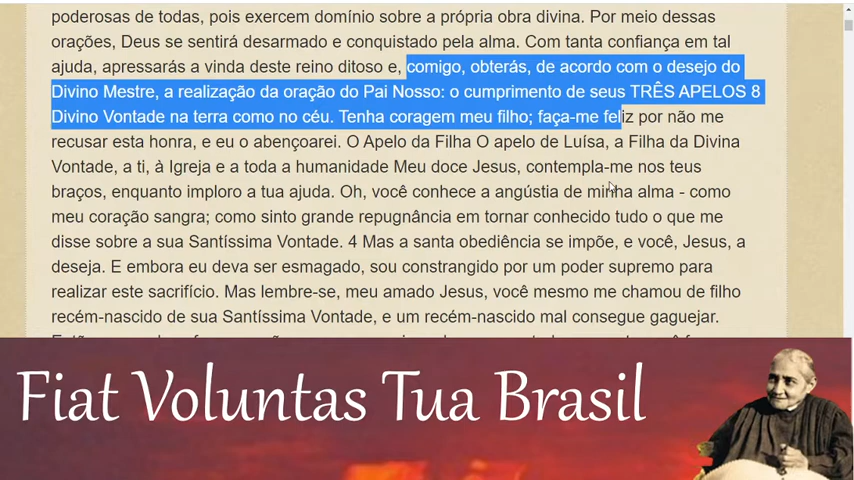 poderosas de todas, pois exercem domínio sobre a própria obra divina. Por meio dessas
orações, Deus se sentirá desarmado e conquistado pela alma. Com tanta confiança em tal
ajuda, apressarás a vinda deste reino ditoso e, comigo, obterás, de acordo com o desejo do
Divino Mestre, a realização da oração do Pai Nosso: o cumprimento de seus TRÊS APELOS 8
Divino Vontade na terra como no céu. Tenha coragem meu filho; faça-me feliz por não me
recusar esta honra, e eu o abençoarei. O Apelo da Filha O apelo de Luísa, a Filha da Divina
Vontade, a ti, à Igreja e a toda a humanidade Meu doce Jesus, contempla-me nos teus
braços, enquanto imploro a tua ajuda. Oh, você conhece a angústia de minha alma - como
meu coração sangra; como sinto grande repugnância em tornar conhecido tudo o que me
disse sobre a sua Santíssima Vontade. 4 Mas a santa obediência se impõe, e você, Jesus, a
deseja. E embora eu deva ser esmagado, sou constrangido por um poder supremo para
realizar este sacrifício. Mas lembre-se, meu amado Jesus, você mesmo me chamou de filho
recém-nascido de sua Santíssima Vontade, e um recém-nascido mal consegue gaguejar.
Fiat Voluntas Tua Brasil